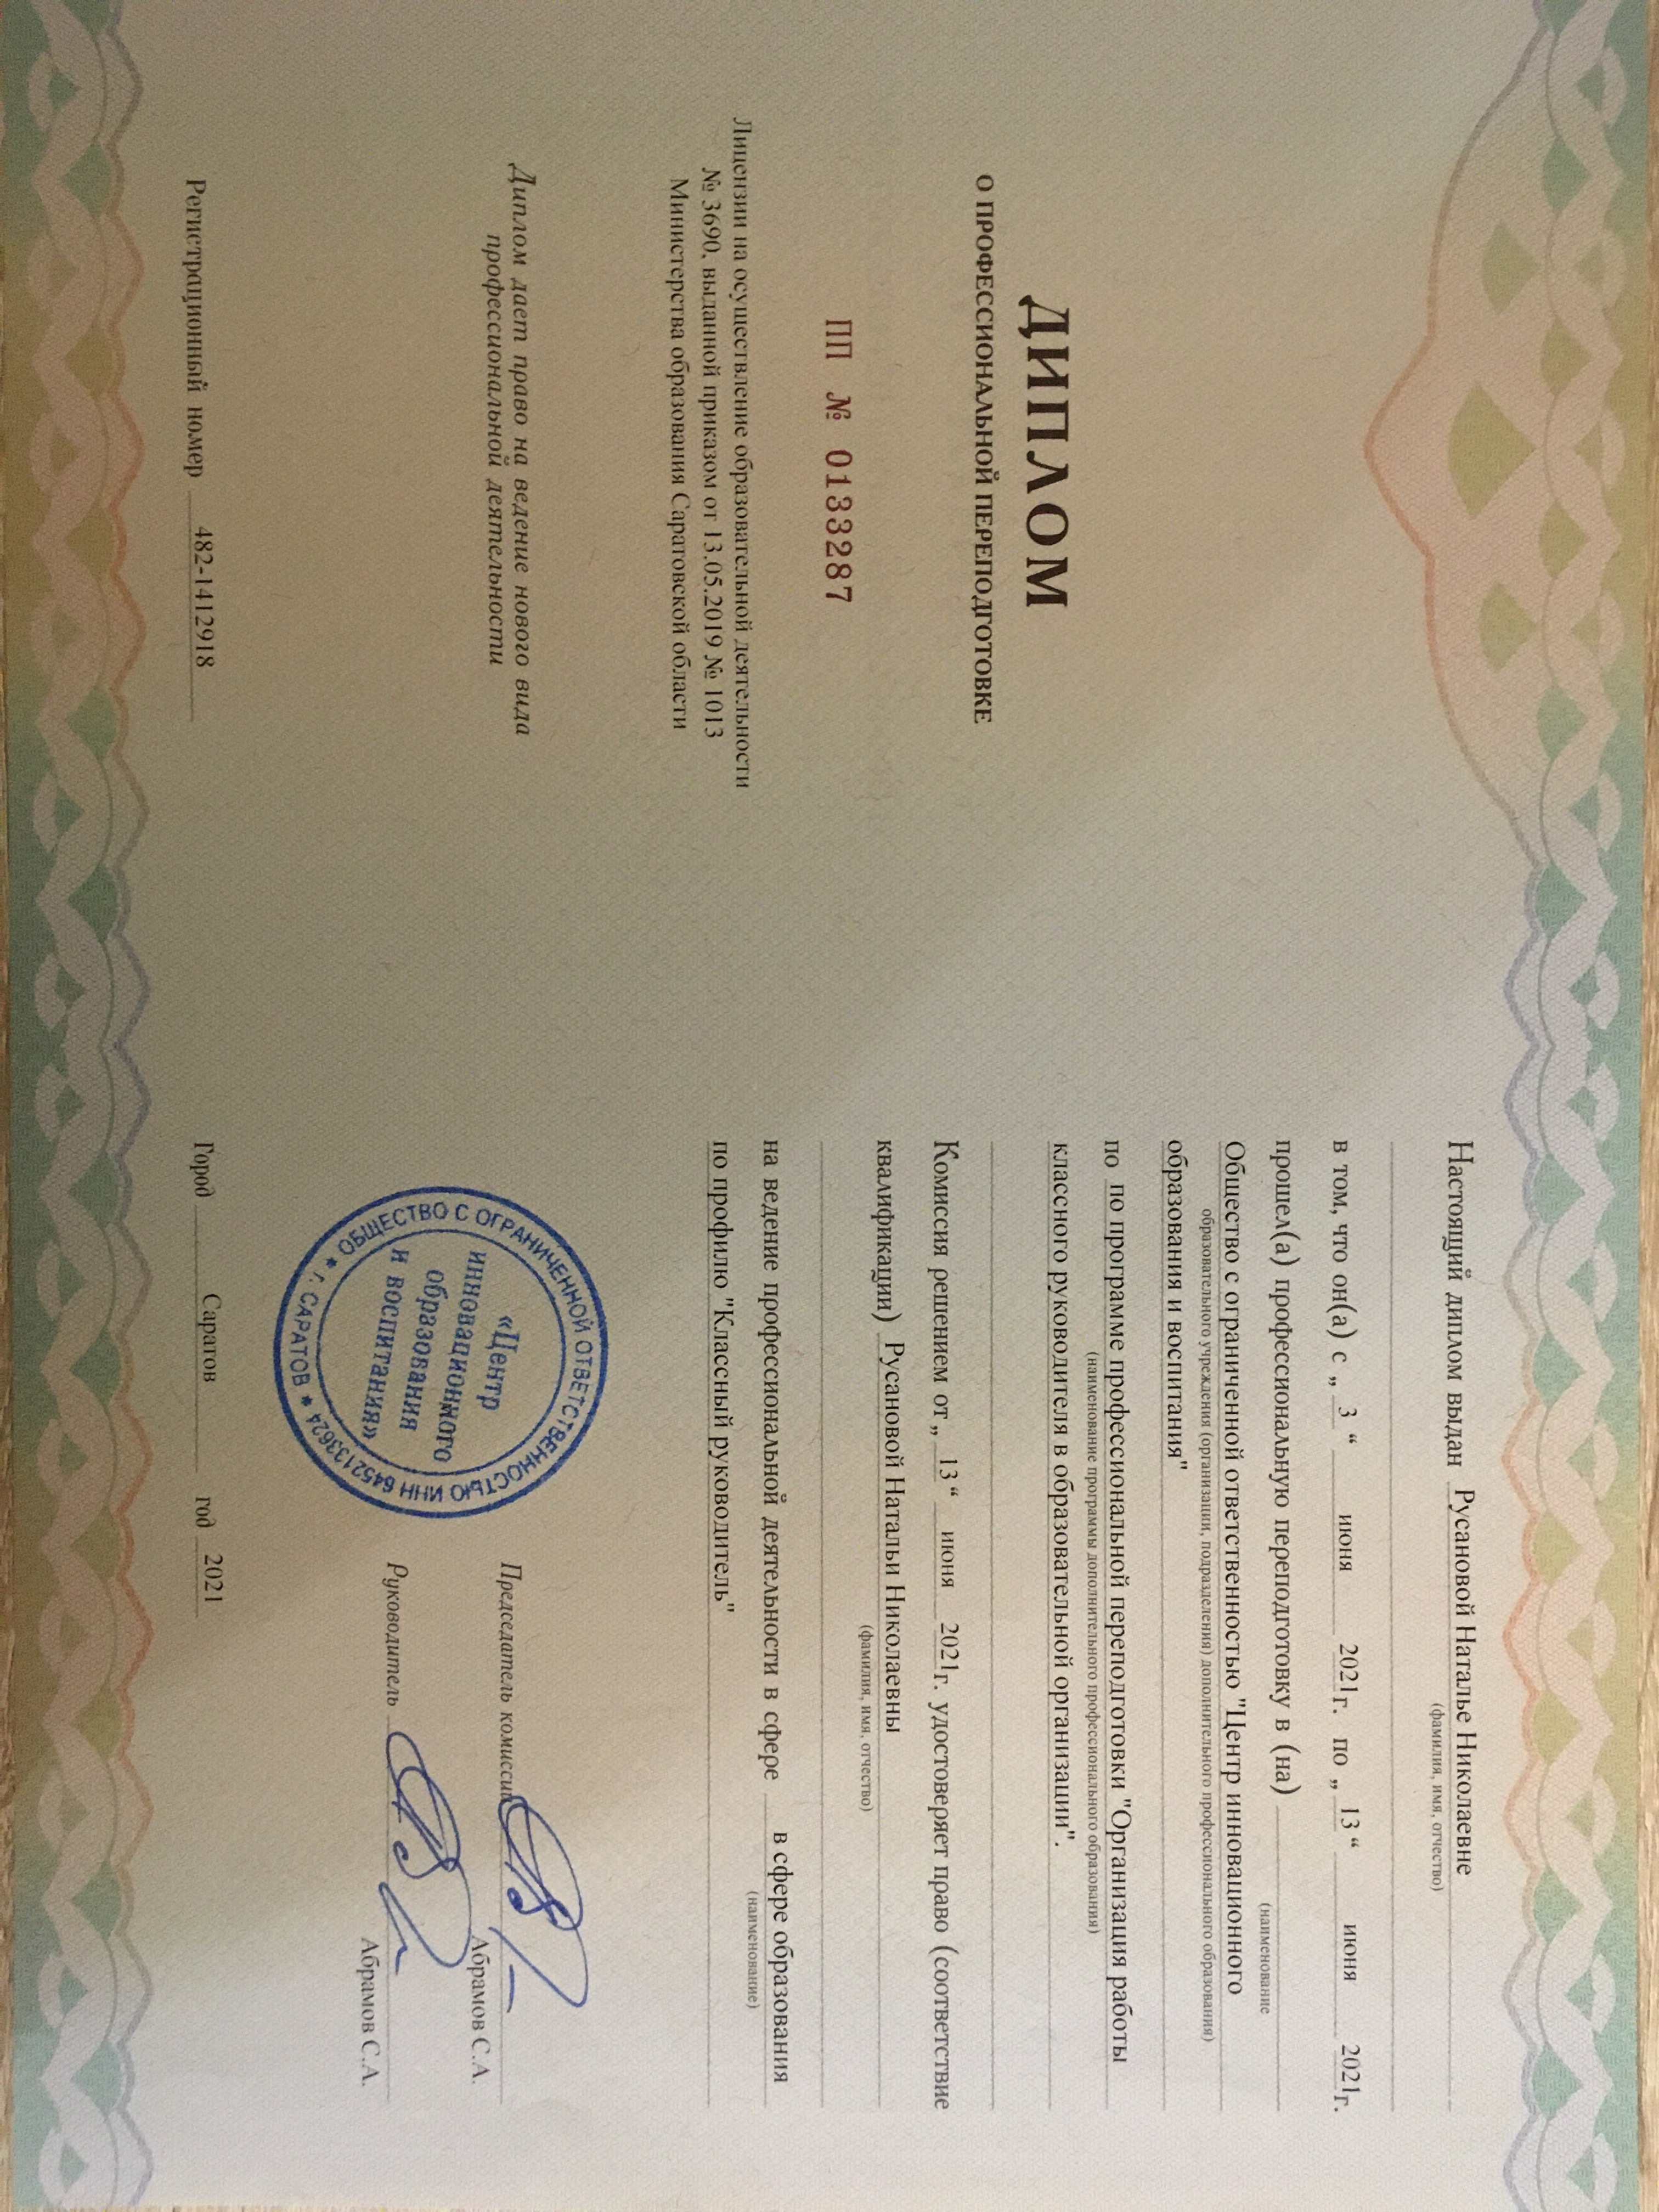 ДИПЛОМ
О ПРОФЕССИОНАЛЬНОЙ ПЕРЕПОДГОТОВКЕ
ПП № 0133287
Лицензии на осуществление образовательной деятельности
№ 3690, выданной приказом от 13.05.2019 № 1013
Министерства образования Саратовской области
Диплом дает право на ведение нового вида
профессиональной деятельности
Регистрационный номер 482-1412918
Настоящий диплом выдан Русановой Наталье Николаевне
(фамилия, имя, отчество)
в том, что он(а) с „ 3 “ июня 2021г. по „ 13 “ июня 2021г.
прошел(а) профессиональную переподготовку в (на)
(наименование
Общество с ограниченной ответственностью "Центр инновационного
образовательного учреждения (организации, подразделения) дополнительного профессионального образования)
образования и воспитания"
по по программе профессиональной переподготовки "Организация работы
(наименование программы дополнительного профессионального образования)
классного руководителя в образовательной организации".
Комиссия решением от „ 13 “ июня 2021г. удостоверяет право (соответствие
квалификации) Русановой Натальи Николаевны
(фамилия, имя, отчество)
на ведение профессиональной деятельности в сфере в сфере образования
(наименование)
по профилю "Классный руководитель"
Председатель комиссии
Абрамов С.А.
Руководитель
Абрамов С.А.
ОБЩЕСТВО С ОГРАНИЧЕННОЙ ОТВЕТСТВЕННОСТЬЮ ИНН 6452133624
* г. САРАТОВ *
«Центр
инновационного
образования
и воспитания»
Город Саратов год 2021